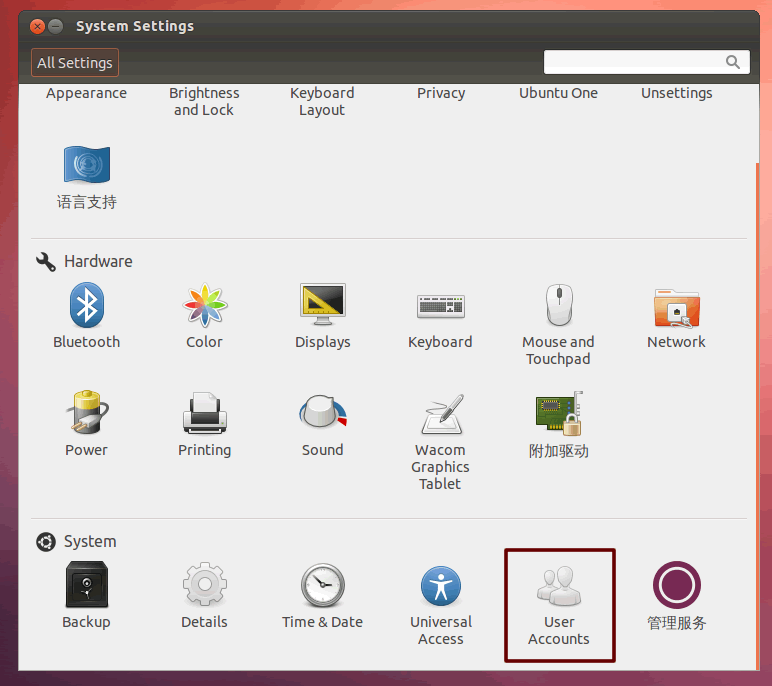 System Settings
All Settings
Appearance
Brightness
and Lock
Keyboard
Layout
Privacy
Ubuntu One
Unsettings
语言支持
Hardware
Bluetooth
Color
Displays
Keyboard
Mouse and
Touchpad
Network
Power
Printing
Sound
Wacom
Graphics
Tablet
附加驱动
System
Backup
Details
Time & Date
Universal
Access
User
Accounts
管理服务